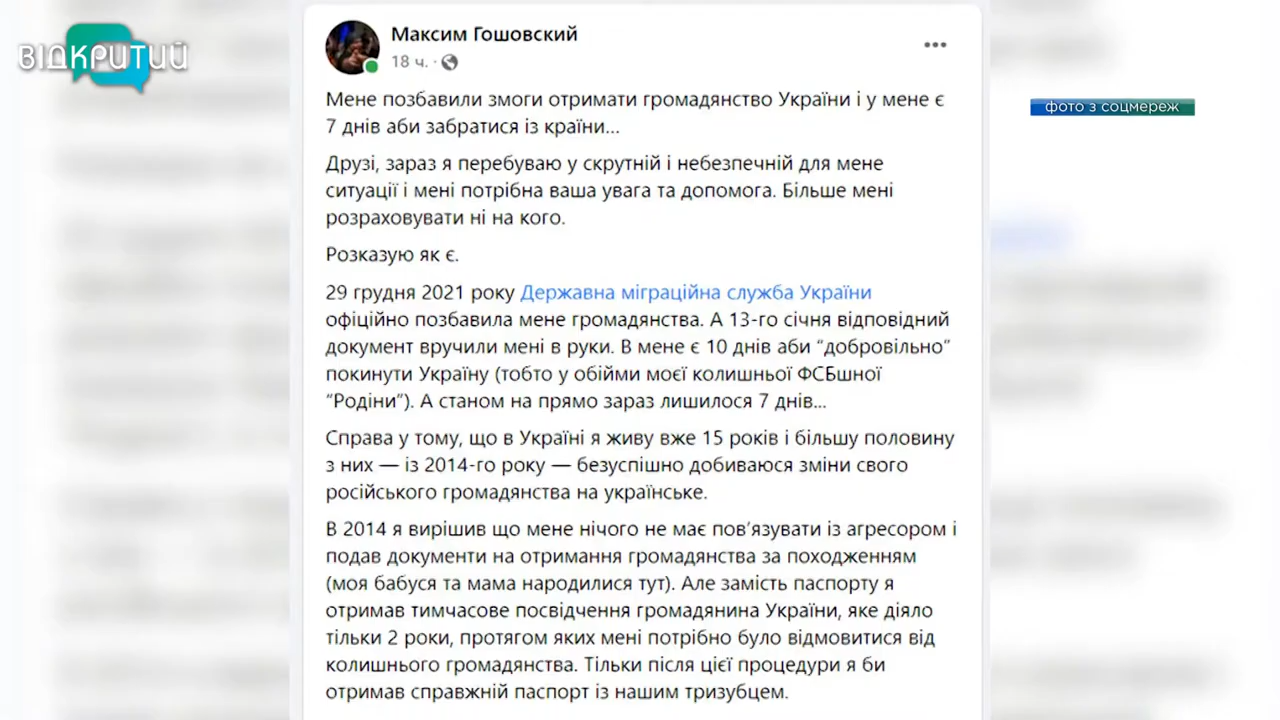 ВІДКРИТИЙ
фото з соцмереж
Максим Гошовский
18 ч.
Мене позбавили змоги отримати громадянство України і у мене є
7 днів аби забратися із країни...
Друзі, зараз я перебуваю у скрутній і небезпечній для мене
ситуації і мені потрібна ваша увага та допомога. Більше мені
розраховувати ні на кого.
Розказую як є.
29 грудня 2021 року Державна міграційна служба України
офіційно позбавила мене громадянства. А 13-го січня відповідний
документ вручили мені в руки. В мене є 10 днів аби “добровільно”
покинути Україну (тобто у обійми моєї колишньої ФСБшної
“Родіни”). А станом на прямо зараз лишилося 7 днів...
Справа у тому, що в Україні я живу вже 15 років і більшу половину
з них — із 2014-го року — безуспішно добиваюся зміни свого
російського громадянства на українське.
В 2014 я вирішив що мене нічого не має пов’язувати із агресором і
подав документи на отримання громадянства за походженням
(моя бабуся та мама народилися тут). Але замість паспорту я
отримав тимчасове посвідчення громадянина України, яке діяло
тільки 2 роки, протягом яких мені потрібно було відмовитися від
колишнього громадянства. Тільки після цієї процедури я би
отримав справжній паспорт із нашим тризубцем.